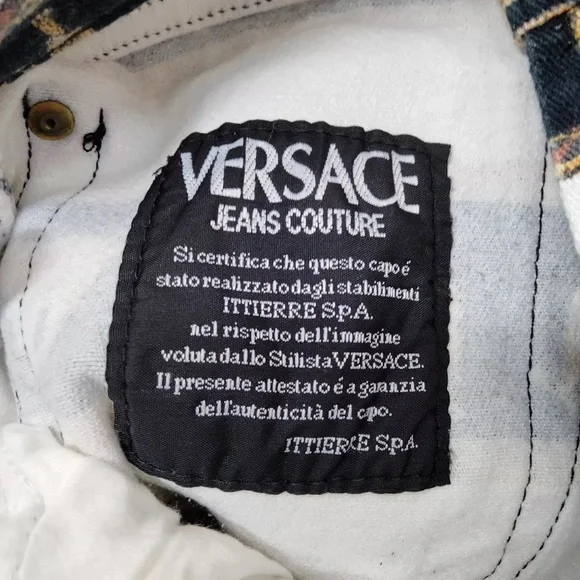 VERSACE
JEANS COUTURE
Si certifica che questo capo é
stato realizzato dagli stabilimenti
ITTIERRE S.p.A.
nel rispetto dell'immagine
voluta dallo Stilista VERSACE.
Il presente attestato é a garanzia
dell'autenticità del capo.
ITTIERRE S.p.A.